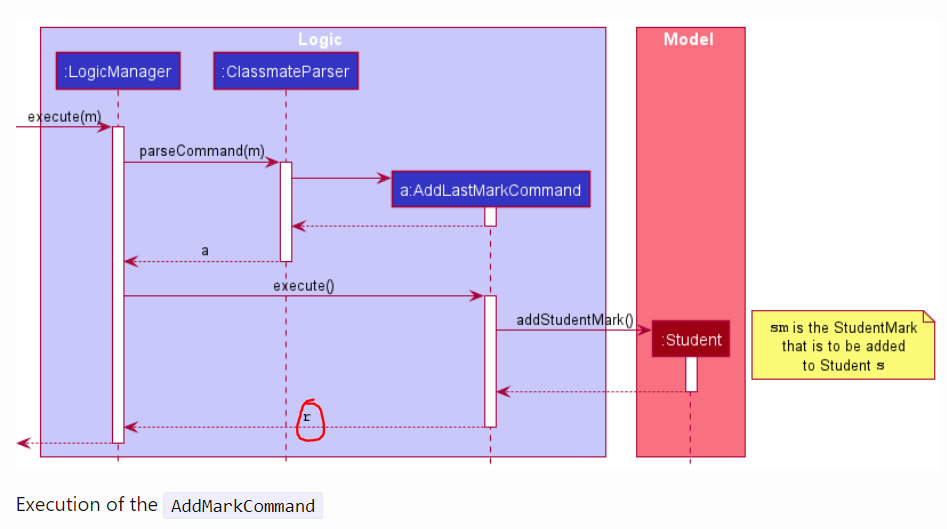 Logic
Model
:LogicManager
:ClassmateParser
execute(m)
parseCommand(m)
a:AddLastMarkCommand
a
execute()
addStudentMark()
:Student
sm is the StudentMark
that is to be added
to Student s
r
Execution of the AddMarkCommand